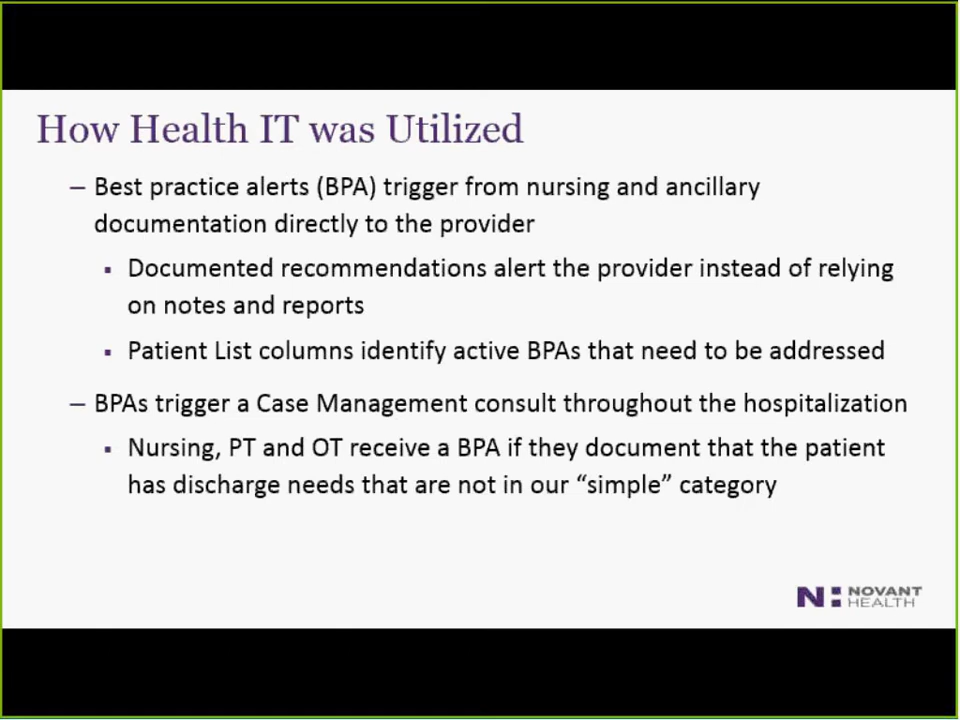 How Health IT was Utilized
– Best practice alerts (BPA) trigger from nursing and ancillary
documentation directly to the provider
▪ Documented recommendations alert the provider instead of relying
on notes and reports
▪ Patient List columns identify active BPAs that need to be addressed
– BPAs trigger a Case Management consult throughout the hospitalization
▪ Nursing, PT and OT receive a BPA if they document that the patient
has discharge needs that are not in our “simple” category
NOVANT
HEALTH